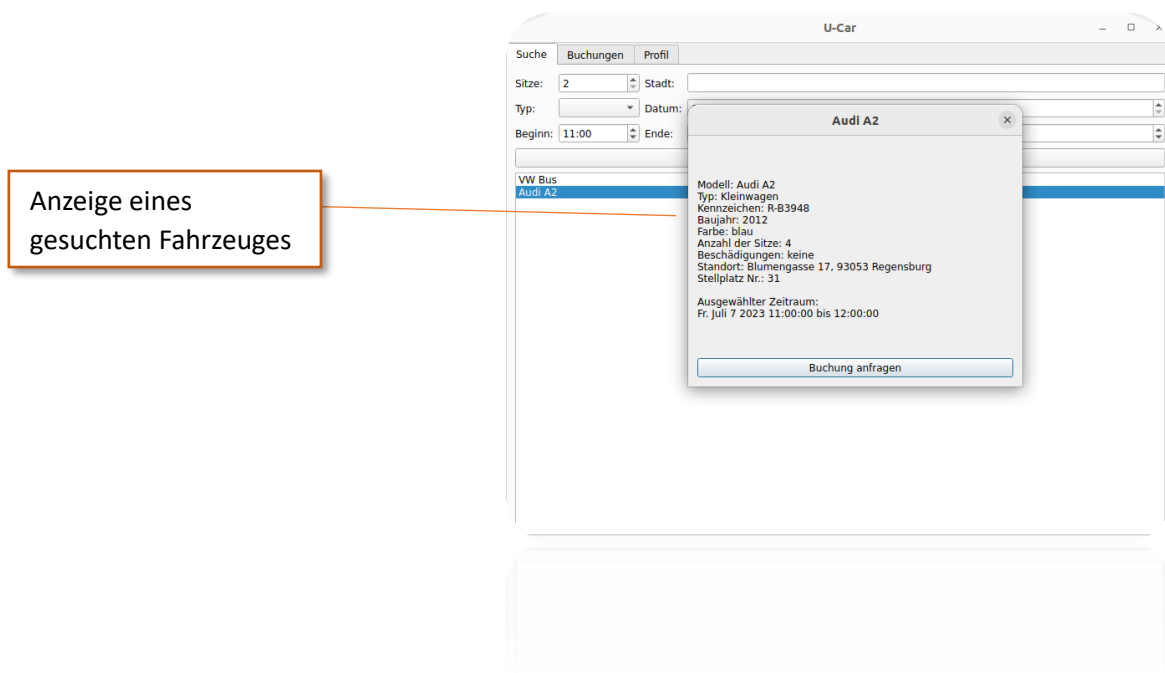 Anzeige eines
gesuchten Fahrzeuges
U-Car
Suche Buchungen Profil
Sitze: 2 Stadt:
Typ: Datum:
Beginn: 11:00 Ende:
VW Bus
Audi A2
Audi A2
Modell: Audi A2
Typ: Kleinwagen
Kennzeichen: R-B3948
Baujahr: 2012
Farbe: blau
Anzahl der Sitze: 4
Beschädigungen: keine
Standort: Blumengasse 17, 93053 Regensburg
Stellplatz Nr.: 31
Ausgewählter Zeitraum:
Fr. Juli 7 2023 11:00:00 bis 12:00:00
Buchung anfragen